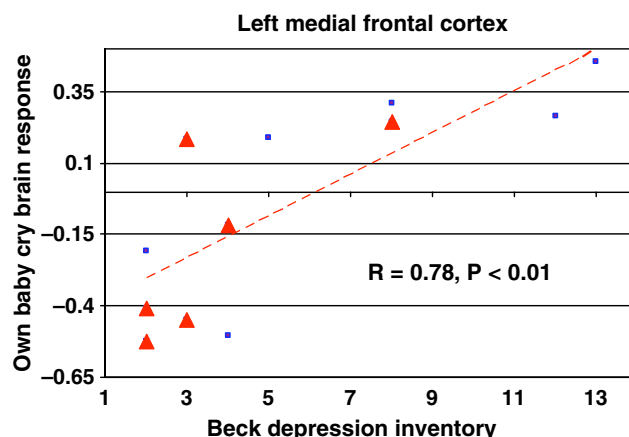 Left medial frontal cortex
Own baby cry brain response
0.35
0.1
−0.15
−0.4
−0.65
R = 0.78, P < 0.01
1 3 5 7 9 11 13
Beck depression inventory